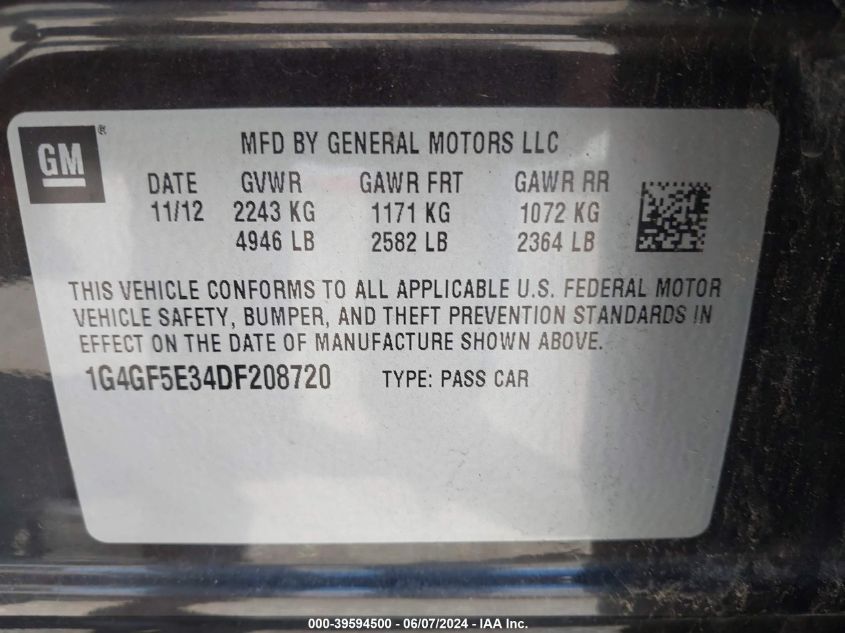 GM®
MFD BY GENERAL MOTORS LLC
DATE GVWR GAWR FRT GAWR RR
11/12 2243 KG 1171 KG 1072 KG
4946 LB 2582 LB 2364 LB
THIS VEHICLE CONFORMS TO ALL APPLICABLE U.S. FEDERAL MOTOR
VEHICLE SAFETY, BUMPER, AND THEFT PREVENTION STANDARDS IN
EFFECT ON THE DATE OF MANUFACTURE SHOWN ABOVE.
1G4GF5E34DF208720 TYPE: PASS CAR
000-39594500 - 06/07/2024 - IAA Inc.